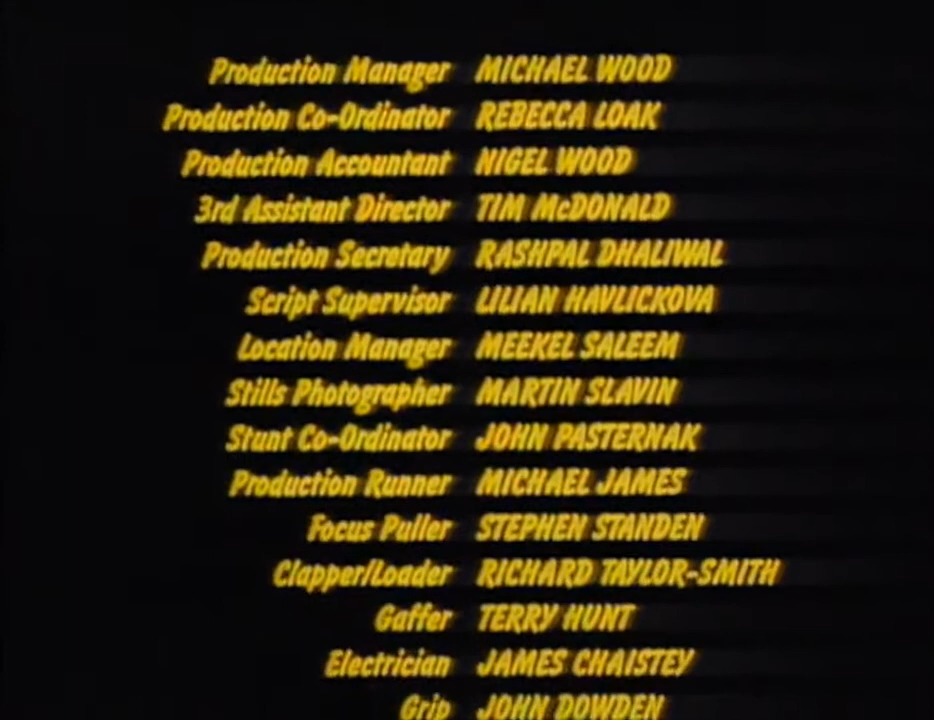 Production Manager MICHAEL WOOD
Production Co-Ordinator REBECCA LOAK
Production Accountant NIGEL WOOD
3rd Assistant Director TIM McDONALD
Production Secretary RASHPAL DHALIWAL
Script Supervisor LILIAN HAVLICKOVA
Location Manager MEEKEL SALEEM
Stills Photographer MARTIN SLAVIN
Stunt Co-Ordinator JOHN PASTERNAK
Production Runner MICHAEL JAMES
Focus Puller STEPHEN STANDEN
Clapper/Loader RICHARD TAYLOR-SMITH
Gaffer TERRY HUNT
Electrician JAMES CHAISTEY
Grip JOHN DOWDEN